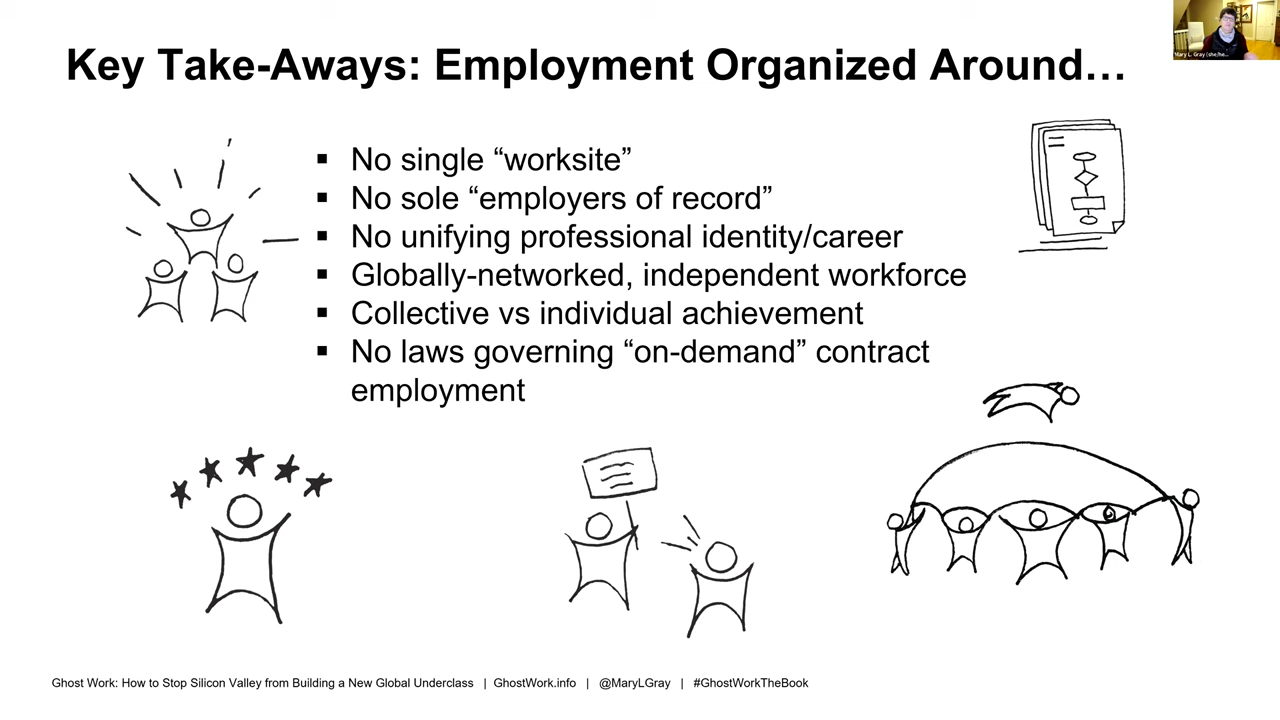 Key Take-Aways: Employment Organized Around…
▪ No single “worksite”
▪ No sole “employers of record”
▪ No unifying professional identity/career
▪ Globally-networked, independent workforce
▪ Collective vs individual achievement
▪ No laws governing “on-demand” contract
employment
Mary L. Gray (she/he...
Ghost Work: How to Stop Silicon Valley from Building a New Global Underclass | GhostWork.info | @MaryLGray | #GhostWorkTheBook